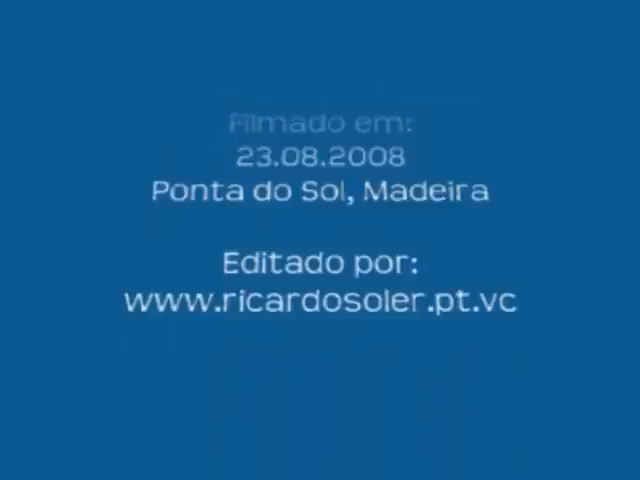 Filmado em:
23.08.2008
Ponta do Sol, Madeira
Editado por:
www.ricardosoler.pt.vc